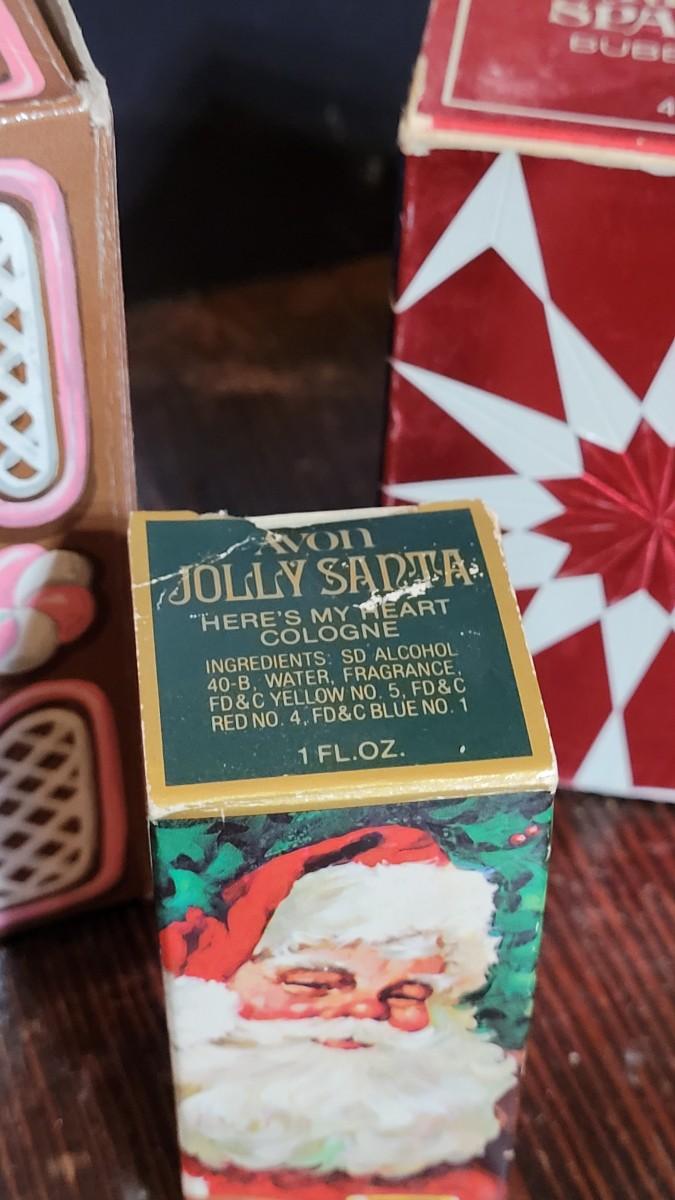 SPA
BUBB
4
AVON
JOLLY SANTA
HERE'S MY HEART
COLOGNE
INGREDIENTS: SD ALCOHOL
40-B, WATER, FRAGRANCE,
FD&C YELLOW NO. 5, FD&C
RED NO. 4, FD&C BLUE NO. 1
1 FL.OZ.